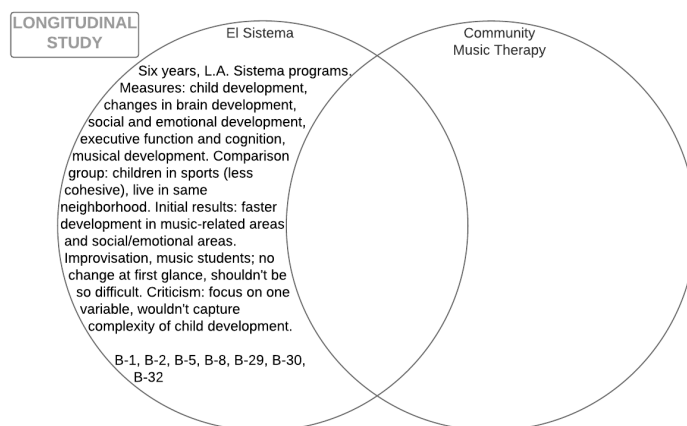 LONGITUDINAL
STUDY
El Sistema
Community
Music Therapy
Six years, L.A. Sistema programs.
Measures: child development,
changes in brain development,
social and emotional development,
executive function and cognition,
musical development. Comparison
group: children in sports (less
cohesive), live in same
neighborhood. Initial results: faster
development in music-related areas
and social/emotional areas.
Improvisation, music students; no
change at first glance, shouldn't be
so difficult. Criticism: focus on one
variable, wouldn't capture
complexity of child development.
B-1, B-2, B-5, B-8, B-29, B-30,
B-32